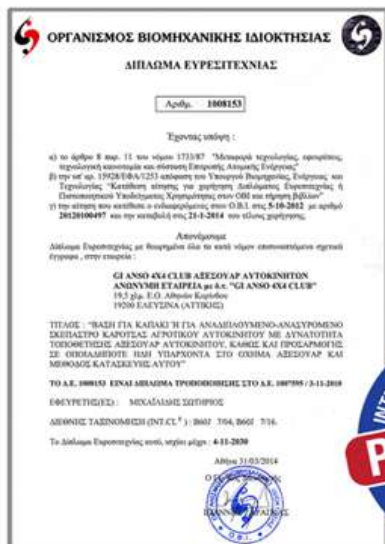 ΟΡΓΑΝΙΣΜΟΣ ΒΙΟΜΗΧΑΝΙΚΗΣ ΙΔΙΟΚΤΗΣΙΑΣ
ΔΙΠΛΩΜΑ ΕΥΡΕΣΙΤΕΧΝΙΑΣ
Αριθμ. 1008153
Έχοντας υπόψη :
α) το άρθρο 8 παρ. 11 του νόμου 1733/87 "Μεταφορά τεχνολογίας, εφευρέσεις,
τεχνολογική καινοτομία και σύσταση Επιτροπής Ατομικής Ενέργειας"
β) την υπ' αρ. 15928/ΕΦΑ/1253 απόφαση του Υπουργού Βιομηχανίας, Ενέργειας και
Τεχνολογίας "Κατάθεση αίτησης για χορήγηση Διπλώματος Ευρεσιτεχνίας ή
Πιστοποιητικού Υποδείγματος Χρησιμότητας στον ΟΒΙ και τήρηση βιβλίων"
γ) την αίτηση που κατέθεσε ο ενδιαφερόμενος στον Ο.Β.Ι. στις 5-10-2012 με αριθμό
20120100497 και την καταβολή στις 21-1-2014 του τέλους χορήγησης,
Απονέμουμε
Δίπλωμα Ευρεσιτεχνίας με θεωρημένα όλα τα κατά νόμον επισυναπτόμενα σχετικά
έγγραφα , στην εταιρεία :
GI ANSO 4X4 CLUB ΑΞΕΣΟΥΑΡ ΑΥΤΟΚΙΝΗΤΩΝ
ΑΝΩΝΥΜΗ ΕΤΑΙΡΕΙΑ με δ.τ. "GI ANSO 4X4 CLUB"
19,5 χλμ. Ε.Ο. Αθηνών Κορίνθου
19200 ΕΛΕΥΣΙΝΑ (ΑΤΤΙΚΗΣ)
ΤΙΤΛΟΣ : "ΒΑΣΗ ΓΙΑ ΚΑΠΑΚΙ Ή ΓΙΑ ΑΝΑΔΙΠΛΟΥΜΕΝΟ-ΑΝΑΣΥΡΟΜΕΝΟ
ΣΚΕΠΑΣΤΡΟ ΚΑΡΟΤΣΑΣ ΑΓΡΟΤΙΚΟΥ ΑΥΤΟΚΙΝΗΤΟΥ ΜΕ ΔΥΝΑΤΟΤΗΤΑ
ΤΟΠΟΘΕΤΗΣΗΣ ΑΞΕΣΟΥΑΡ ΑΥΤΟΚΙΝΗΤΟΥ, ΚΑΘΩΣ ΚΑΙ ΠΡΟΣΑΡΜΟΓΗΣ
ΣΕ ΟΠΟΙΑΔΗΠΟΤΕ ΗΔΗ ΥΠΑΡΧΟΝΤΑ ΣΤΟ ΟΧΗΜΑ ΑΞΕΣΟΥΑΡ ΚΑΙ
ΜΕΘΟΔΟΣ ΚΑΤΑΣΚΕΥΗΣ ΑΥΤΟΥ"
ΤΟ Δ.Ε. 1008153 ΕΙΝΑΙ ΔΙΠΛΩΜΑ ΤΡΟΠΟΠΟΙΗΣΗΣ ΣΤΟ Δ.Ε. 1007595 / 3-11-2010
ΕΦΕΥΡΕΤΗΣ(ΕΣ) : ΜΙΧΑΪΛΙΔΗΣ ΣΩΤΗΡΙΟΣ
ΔΙΕΘΝΗΣ ΤΑΞΙΝΟΜΗΣΗ (INT.CL.8) : B60J 7/04, B60J 7/16.
Το Δίπλωμα Ευρεσιτεχνίας αυτό, ισχύει μέχρι : 4-11-2030
Αθήνα 31/03/2014
Ο.Β.Ι.
INT
P